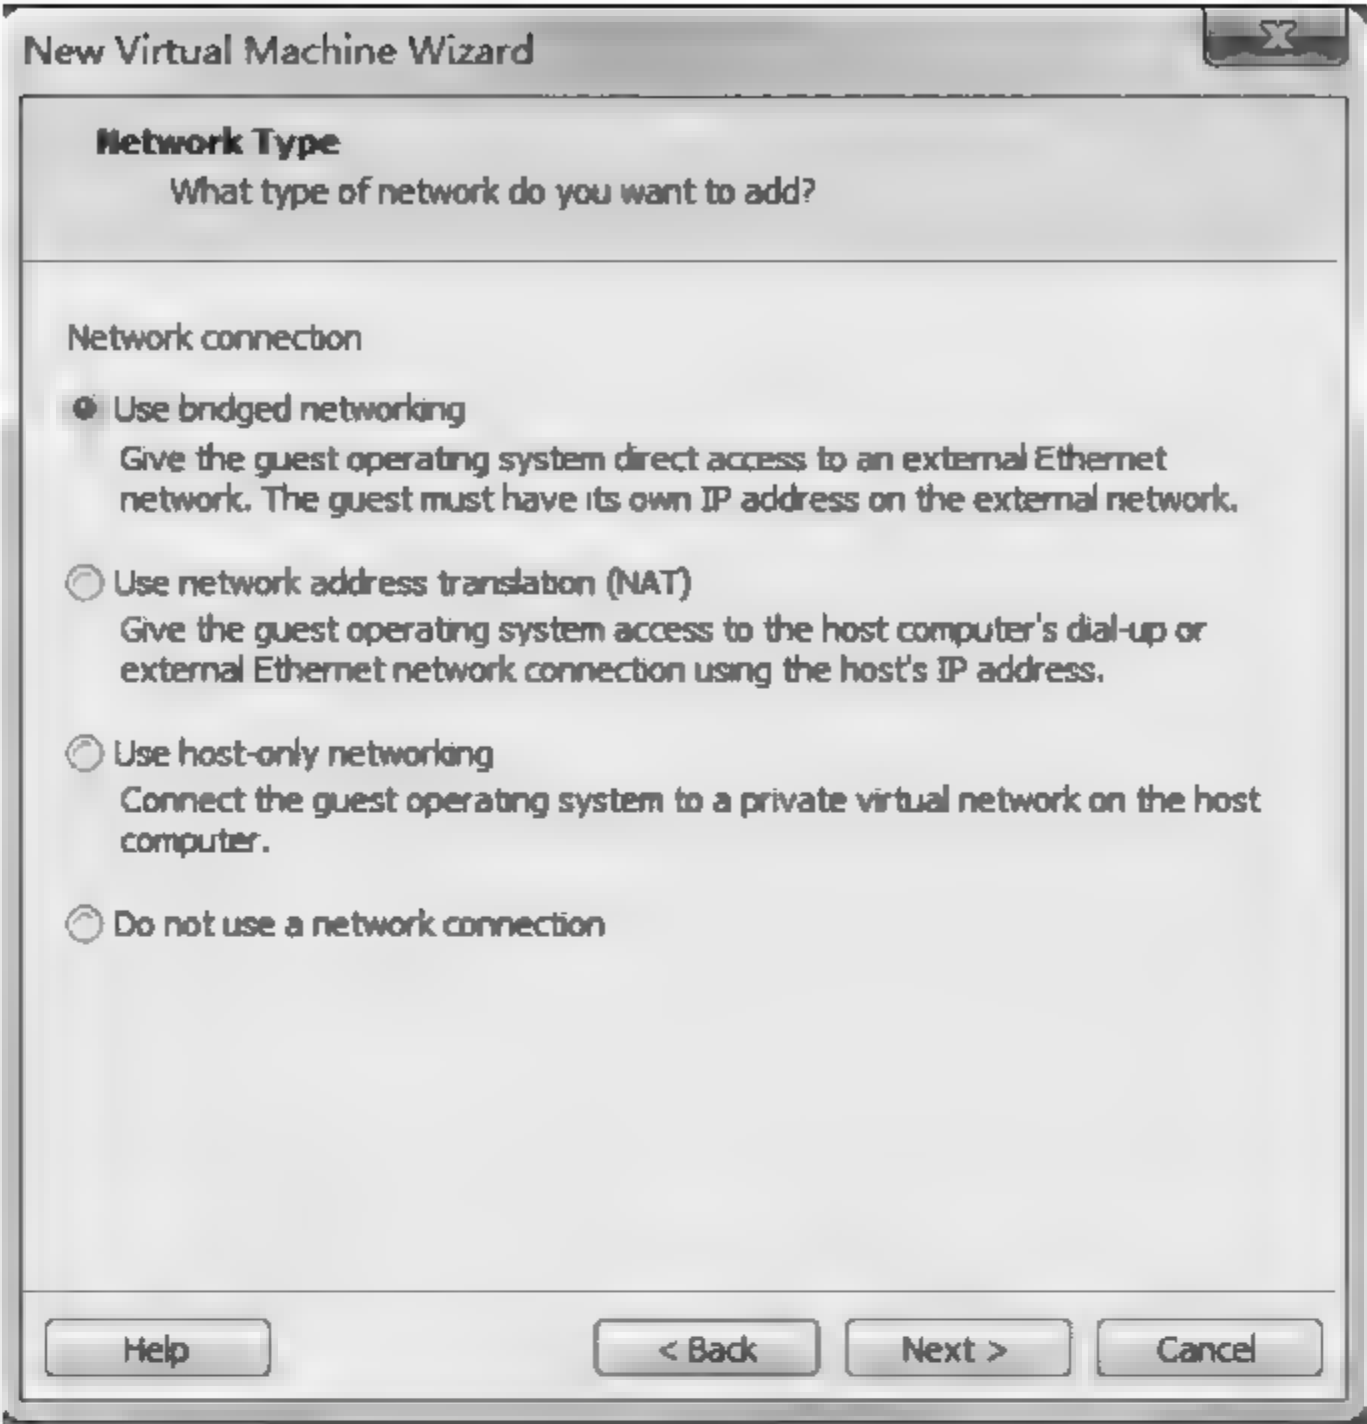 New Virtual Machine Wizard
X
Network Type
What type of network do you want to add?
Network connection
Use bridged networking
Give the guest operating system direct access to an external Ethernet
network. The guest must have its own IP address on the external network.
Use network address translation (NAT)
Give the guest operating system access to the host computer's dial-up or
external Ethernet network connection using the host's IP address.
Use host-only networking
Connect the guest operating system to a private virtual network on the host
computer.
Do not use a network connection
Help
< Back
Next >
Cancel